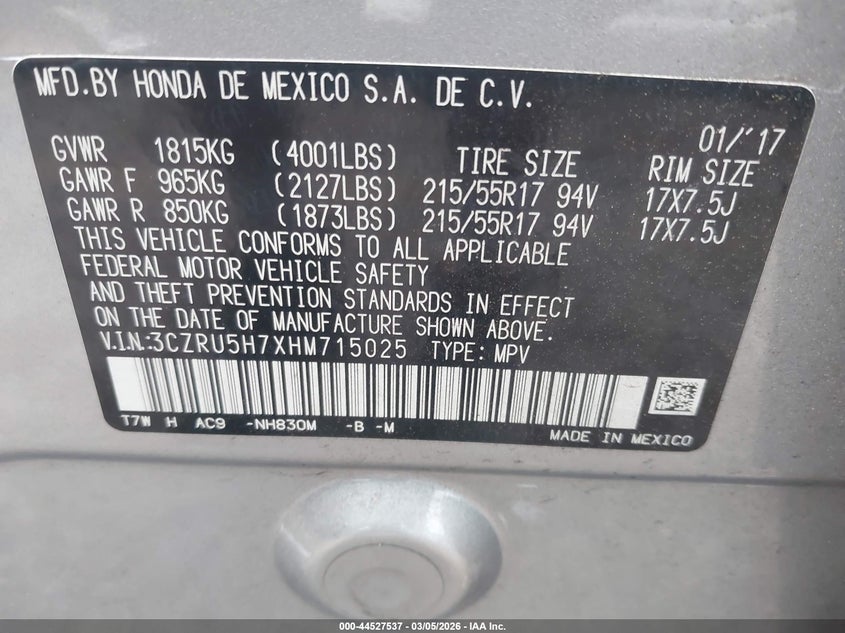 MFD.BY HONDA DE MEXICO S.A. DE C.V.
01/'17
GVWR 1815KG (4001LBS) TIRE SIZE RIM SIZE
GAWR F 965KG (2127LBS) 215/55R17 94V 17X7.5J
GAWR R 850KG (1873LBS) 215/55R17 94V 17X7.5J
THIS VEHICLE CONFORMS TO ALL APPLICABLE
FEDERAL MOTOR VEHICLE SAFETY
AND THEFT PREVENTION STANDARDS IN EFFECT
ON THE DATE OF MANUFACTURE SHOWN ABOVE.
V.I.N.:3CZRU5H7XHM715025 TYPE: MPV
T7W H AC9 -NH830M -B -M
MADE IN MEXICO
000-44527537 - 03/05/2026 - IAA Inc.